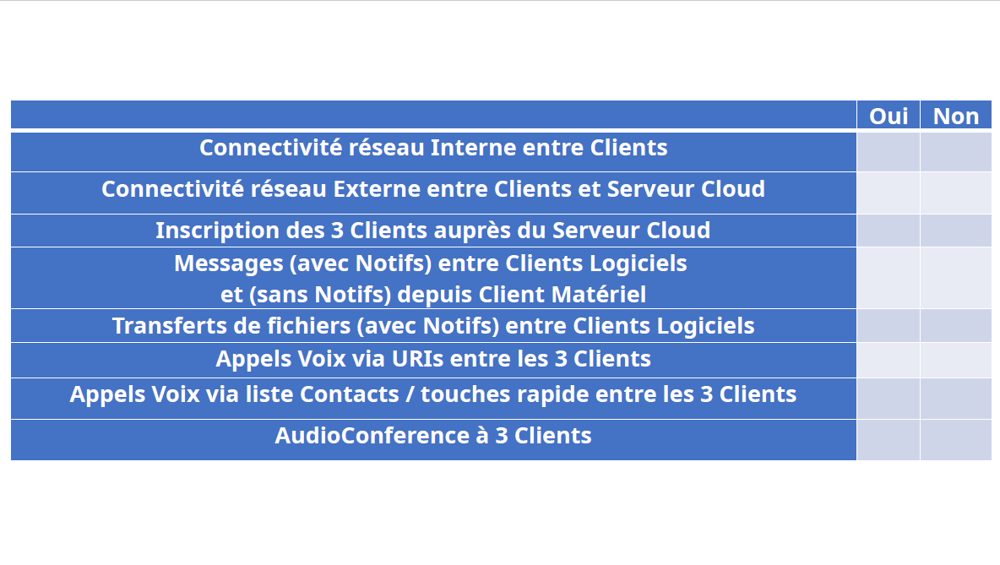 Oui Non
Connectivité réseau Interne entre Clients
Connectivité réseau Externe entre Clients et Serveur Cloud
Inscription des 3 Clients auprès du Serveur Cloud
Messages (avec Notifs) entre Clients Logiciels
et (sans Notifs) depuis Client Matériel
Transferts de fichiers (avec Notifs) entre Clients Logiciels
Appels Voix via URIs entre les 3 Clients
Appels Voix via liste Contacts / touches rapide entre les 3 Clients
AudioConference à 3 Clients